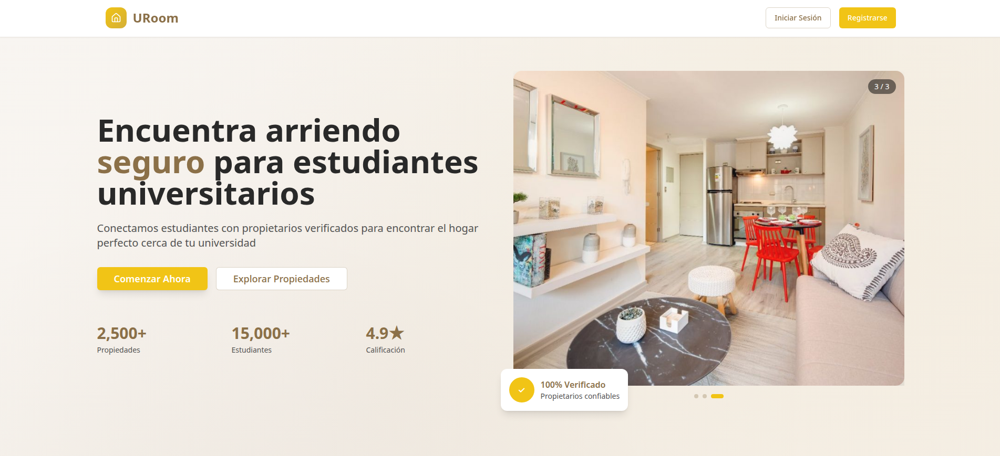 URoom
Iniciar Sesión
Registrarse
Encuentra arriendo
seguro para estudiantes
universitarios
Conectamos estudiantes con propietarios verificados para encontrar el hogar
perfecto cerca de tu universidad
Comenzar Ahora
Explorar Propiedades
2,500+
Propiedades
15,000+
Estudiantes
4.9★
Calificación
3 / 3
100% Verificado
Propietarios confiables